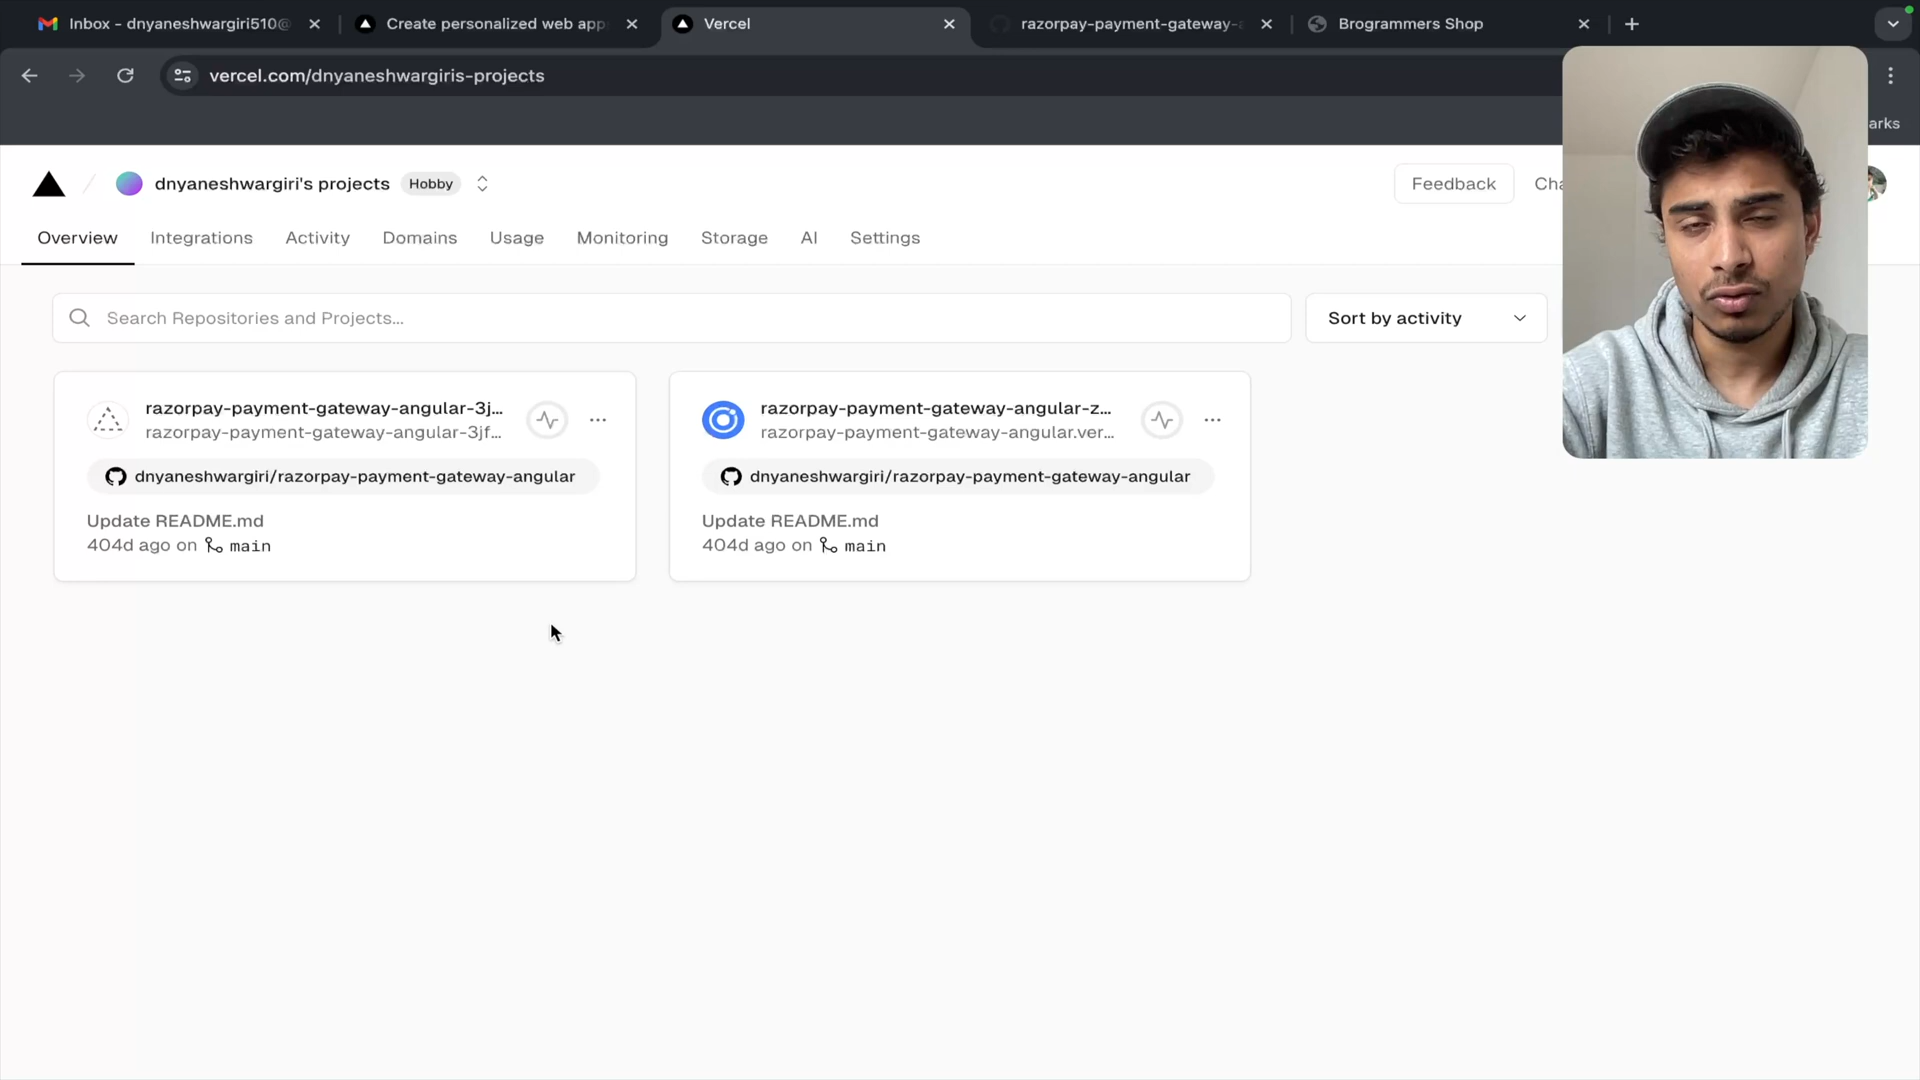 Inbox - dnyaneshwargiri510@
Create personalized web app
Vercel
razorpay-payment-gateway-a
Brogrammers Shop
vercel.com/dnyaneshwargiris-projects
arks
dnyaneshwargiri's projects
Hobby
Feedback
Cha
Overview
Integrations
Activity
Domains
Usage
Monitoring
Storage
AI
Settings
Search Repositories and Projects...
Sort by activity
razorpay-payment-gateway-angular-3j...
razorpay-payment-gateway-angular-3jf...
dnyaneshwargiri/razorpay-payment-gateway-angular
Update README.md
404d ago on main
razorpay-payment-gateway-angular-z...
razorpay-payment-gateway-angular.ver...
dnyaneshwargiri/razorpay-payment-gateway-angular
Update README.md
404d ago on main